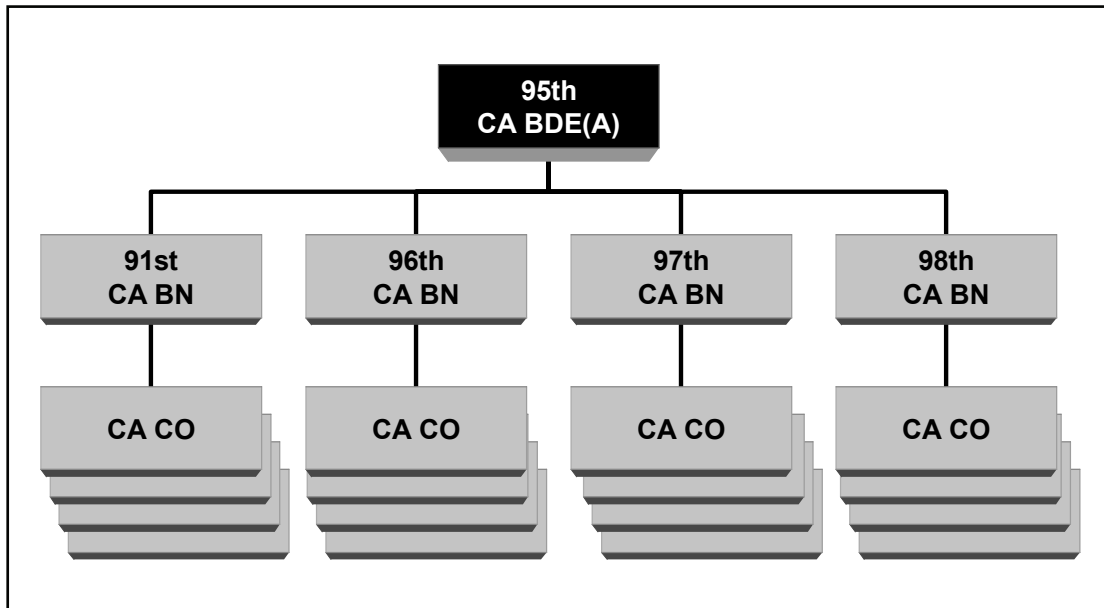 95th
CA BDE(A)
91st
CA BN
96th
CA BN
97th
CA BN
98th
CA BN
CA CO
CA CO
CA CO
CA CO